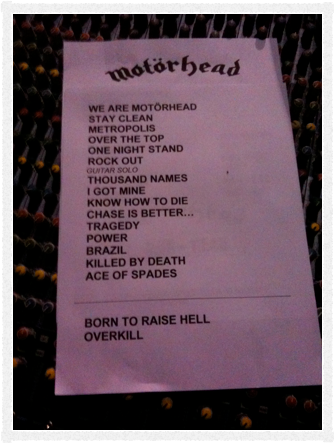 motörhead
WE ARE MOTÖRHEAD
STAY CLEAN
METROPOLIS
OVER THE TOP
ONE NIGHT STAND
ROCK OUT
GUITAR SOLO
THOUSAND NAMES
I GOT MINE
KNOW HOW TO DIE
CHASE IS BETTER...
TRAGEDY
POWER
BRAZIL
KILLED BY DEATH
ACE OF SPADES
BORN TO RAISE HELL
OVERKILL